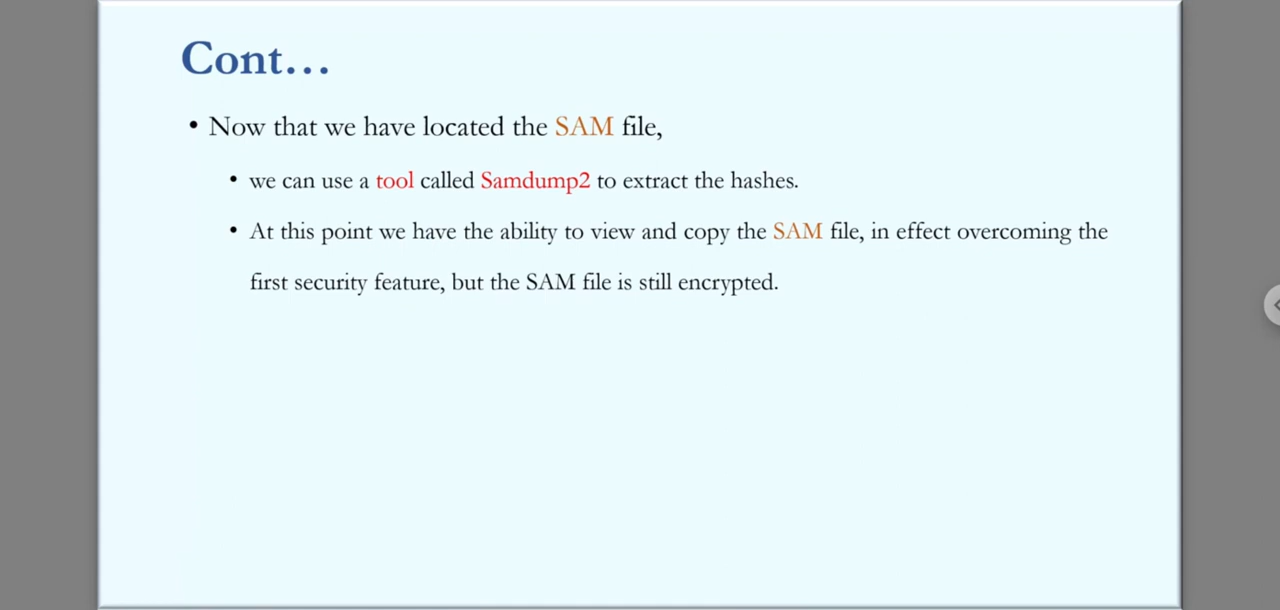 Cont…
• Now that we have located the SAM file,
• we can use a tool called Samdump2 to extract the hashes.
• At this point we have the ability to view and copy the SAM file, in effect overcoming the
first security feature, but the SAM file is still encrypted.